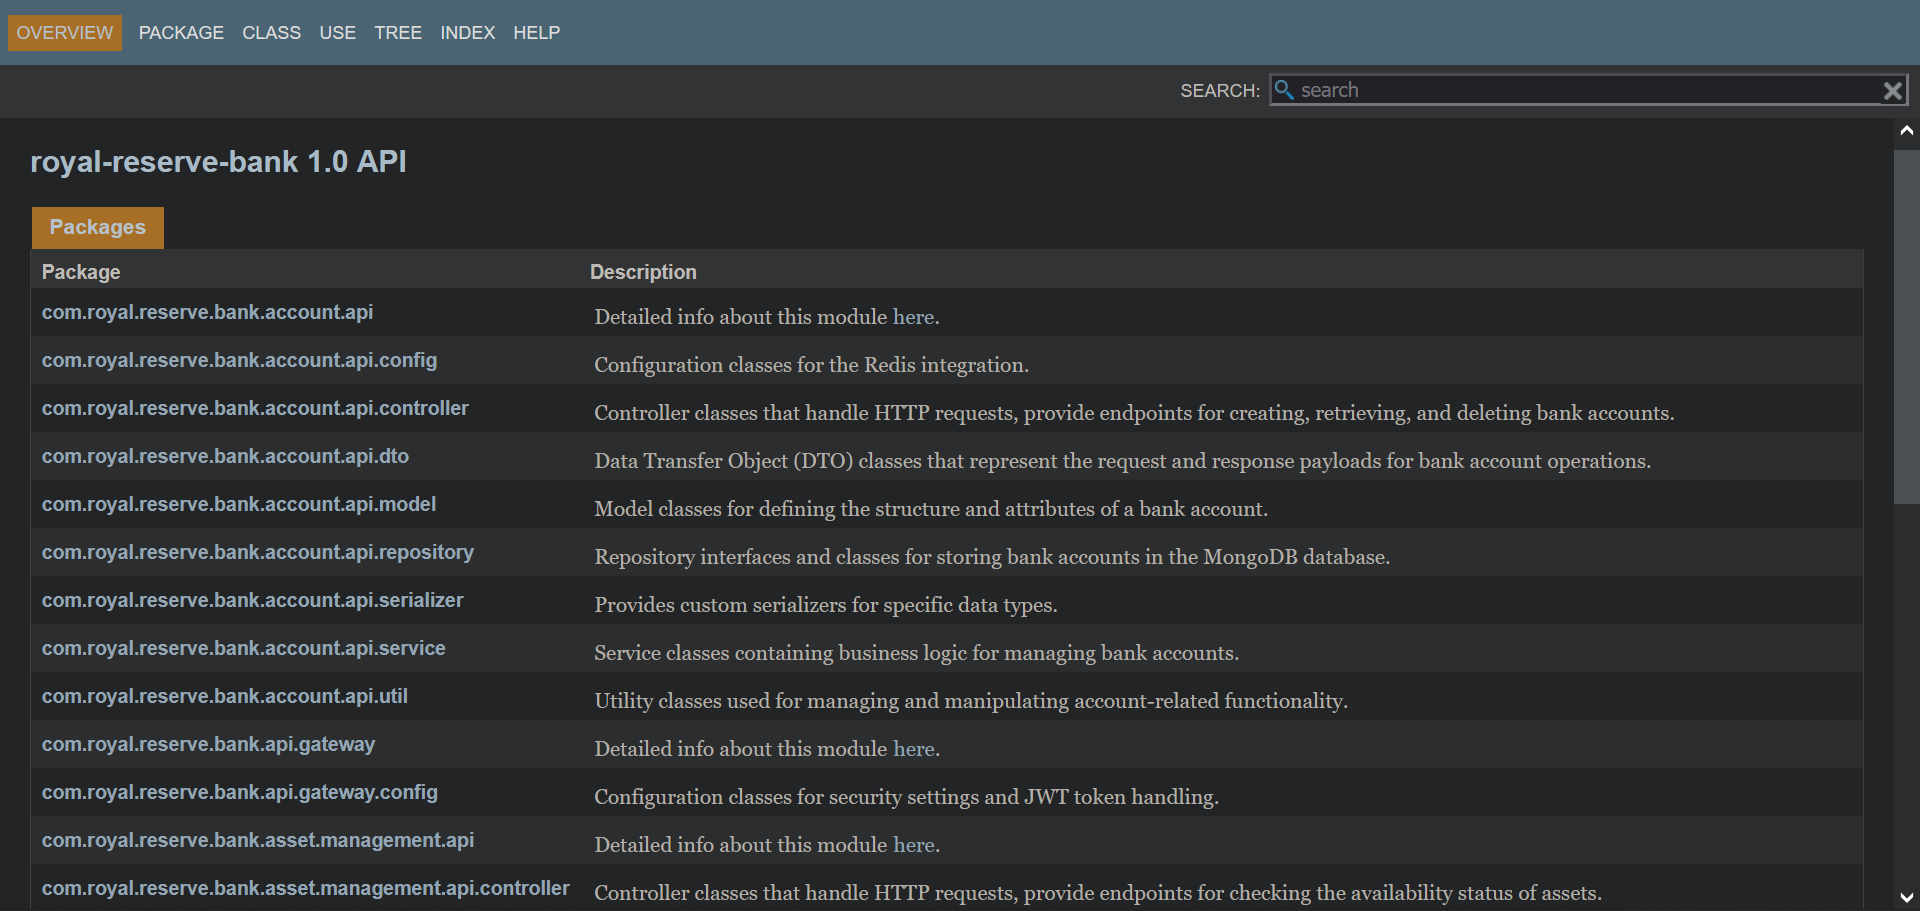 OVERVIEW PACKAGE CLASS USE TREE INDEX HELP
SEARCH: search
royal-reserve-bank 1.0 API
Packages
Package Description
com.royal.reserve.bank.account.api Detailed info about this module here.
com.royal.reserve.bank.account.api.config Configuration classes for the Redis integration.
com.royal.reserve.bank.account.api.controller Controller classes that handle HTTP requests, provide endpoints for creating, retrieving, and deleting bank accounts.
com.royal.reserve.bank.account.api.dto Data Transfer Object (DTO) classes that represent the request and response payloads for bank account operations.
com.royal.reserve.bank.account.api.model Model classes for defining the structure and attributes of a bank account.
com.royal.reserve.bank.account.api.repository Repository interfaces and classes for storing bank accounts in the MongoDB database.
com.royal.reserve.bank.account.api.serializer Provides custom serializers for specific data types.
com.royal.reserve.bank.account.api.service Service classes containing business logic for managing bank accounts.
com.royal.reserve.bank.account.api.util Utility classes used for managing and manipulating account-related functionality.
com.royal.reserve.bank.api.gateway Detailed info about this module here.
com.royal.reserve.bank.api.gateway.config Configuration classes for security settings and JWT token handling.
com.royal.reserve.bank.asset.management.api Detailed info about this module here.
com.royal.reserve.bank.asset.management.api.controller Controller classes that handle HTTP requests, provide endpoints for checking the availability status of assets.